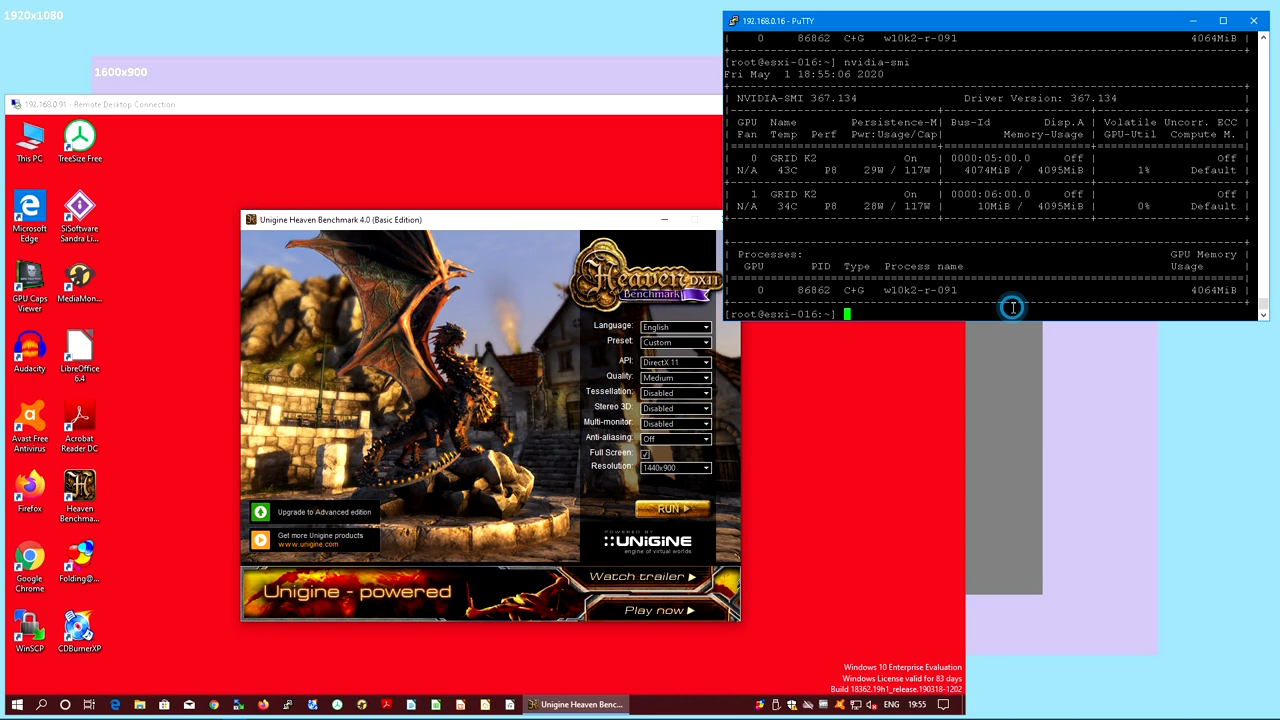 1920x1080
1600x900
192.168.0.91 - Remote Desktop Connection
This PC
TreeSize Free
Microsoft Edge
SiSoftware Sandra Li...
GPU Caps Viewer
MediaMon...
Audacity
LibreOffice 6.4
Avast Free Antivirus
Acrobat Reader DC
Firefox
Heaven Benchma...
Google Chrome
Folding@...
WinSCP
CDBurnerXP
Unigine Heaven Benchmark 4.0 (Basic Edition)
Heaven DX11
Benchmark
Language: English
Preset: Custom
API: DirectX 11
Quality: Medium
Tessellation: Disabled
Stereo 3D: Disabled
Multi-monitor: Disabled
Anti-aliasing: Off
Full Screen:
Resolution: 1440x900
RUN
Upgrade to Advanced edition
Get more Unigine products
www.unigine.com
POWERED BY
UNIGINE
engine of virtual worlds
Unigine - powered
Watch trailer
Play now
192.168.0.16 - PuTTY
| 0 86862 C+G w10k2-r-091 4064MiB |
[root@esxi-016:~] nvidia-smi
Fri May 1 18:55:06 2020
| NVIDIA-SMI 367.134 Driver Version: 367.134 |
| GPU Name Persistence-M| Bus-Id Disp.A | Volatile Uncorr. ECC |
| Fan Temp Perf Pwr:Usage/Cap| Memory-Usage | GPU-Util Compute M. |
| 0 GRID K2 On | 0000:05:00.0 Off | Off |
| N/A 43C P8 29W / 117W | 4074MiB / 4095MiB | 1% Default |
| 1 GRID K2 On | 0000:06:00.0 Off | Off |
| N/A 34C P8 28W / 117W | 10MiB / 4095MiB | 0% Default |
| Processes: GPU Memory |
| GPU PID Type Process name Usage |
| 0 86862 C+G w10k2-r-091 4064MiB |
[root@esxi-016:~]
Windows 10 Enterprise Evaluation
Windows License valid for 83 days
Build 18362.19h1_release.190318-1202
Unigine Heaven Benc...
ENG
19:55